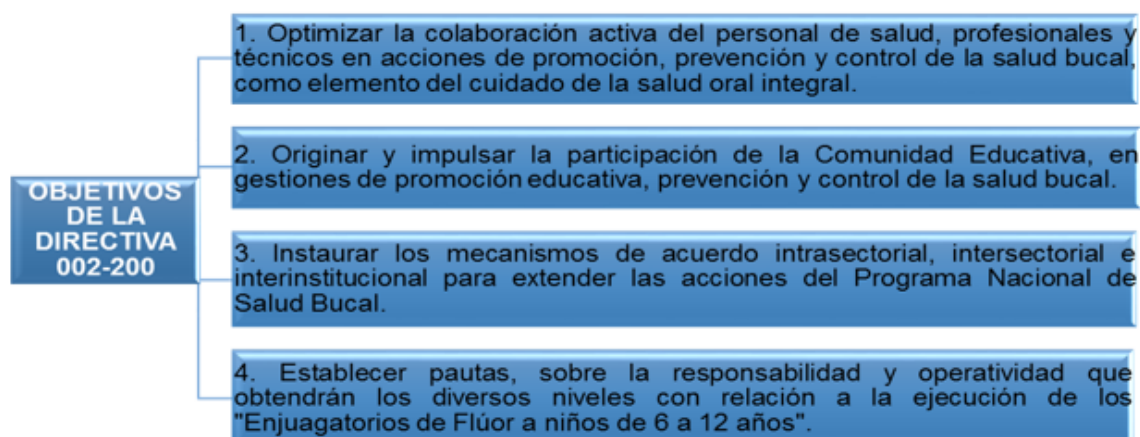 OBJETIVOS
DE LA
DIRECTIVA
002-200
1. Optimizar la colaboración activa del personal de salud, profesionales y
técnicos en acciones de promoción, prevención y control de la salud bucal,
como elemento del cuidado de la salud oral integral.
2. Originar y impulsar la participación de la Comunidad Educativa, en
gestiones de promoción educativa, prevención y control de la salud bucal.
3. Instaurar los mecanismos de acuerdo intrasectorial, intersectorial e
interinstitucional para extender las acciones del Programa Nacional de
Salud Bucal.
4. Establecer pautas, sobre la responsabilidad y operatividad que
obtendrán los diversos niveles con relación a la ejecución de los
"Enjuagatorios de Flúor a niños de 6 a 12 años".